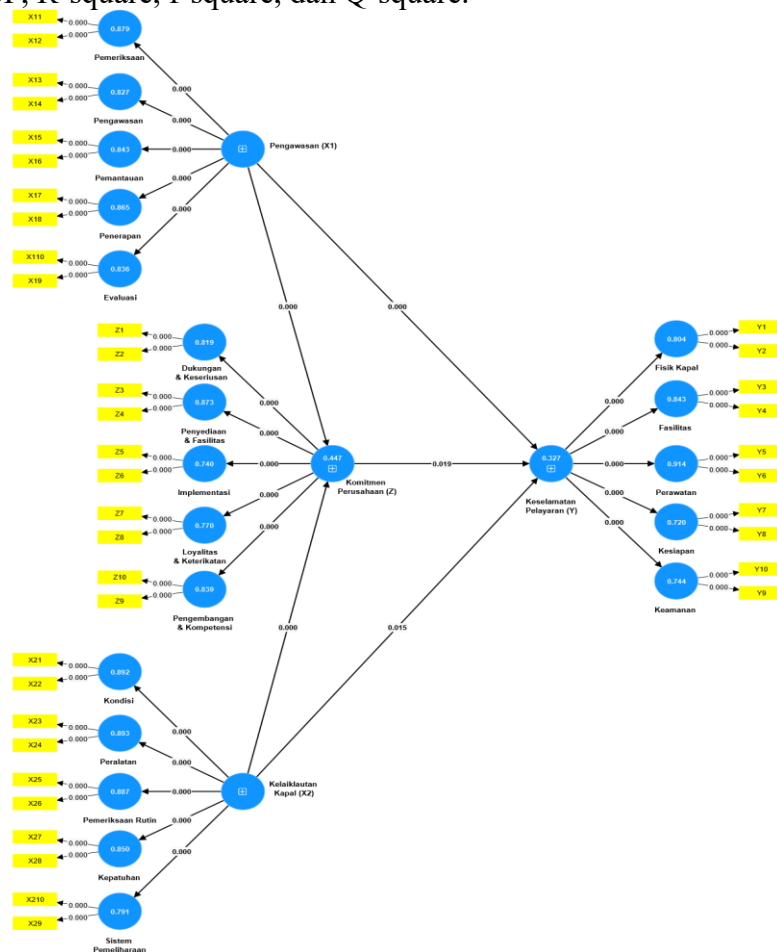 R-square, F-square, dan Q-square.
X11
0.000
X12
0.000
0.879
Pemeriksaan
0.000
X13
0.000
X14
0.000
0.827
Pengawasan
0.000
X15
0.000
X16
0.000
0.843
Pemantauan
0.000
X17
0.000
X18
0.000
0.865
Penerapan
0.000
X110
0.000
X19
0.000
0.836
Evaluasi
0.000
Pengawasan (X1)
0.000
0.000
Z1
0.000
Z2
0.000
0.819
Dukungan
& Keseriusan
0.000
Z3
0.000
Z4
0.000
0.873
Penyediaan
& Fasilitas
0.000
Z5
0.000
Z6
0.000
0.740
Implementasi
0.000
Z7
0.000
Z8
0.000
0.770
Loyalitas
& Keterikatan
0.000
Z10
0.000
Z9
0.000
0.839
Pengembangan
& Kompetensi
0.000
0.447
Komitmen
Perusahaan (Z)
0.019
0.327
Keselamatan
Pelayaran (Y)
0.000
0.804
Fisik Kapal
0.000
Y1
0.000
Y2
0.000
0.843
Fasilitas
0.000
Y3
0.000
Y4
0.000
0.914
Perawatan
0.000
Y5
0.000
Y6
0.000
0.720
Kesiapan
0.000
Y7
0.000
Y8
0.000
0.744
Keamanan
0.000
Y10
0.000
Y9
0.000
0.015
X21
0.000
X22
0.000
0.892
Kondisi
0.000
X23
0.000
X24
0.000
0.893
Peralatan
0.000
X25
0.000
X26
0.000
0.887
Pemeriksaan Rutin
0.000
X27
0.000
X28
0.000
0.850
Kepatuhan
0.000
X210
0.000
X29
0.000
0.791
Sistem
Pemeliharaan
0.000
Kelaiklautan
Kapal (X2)